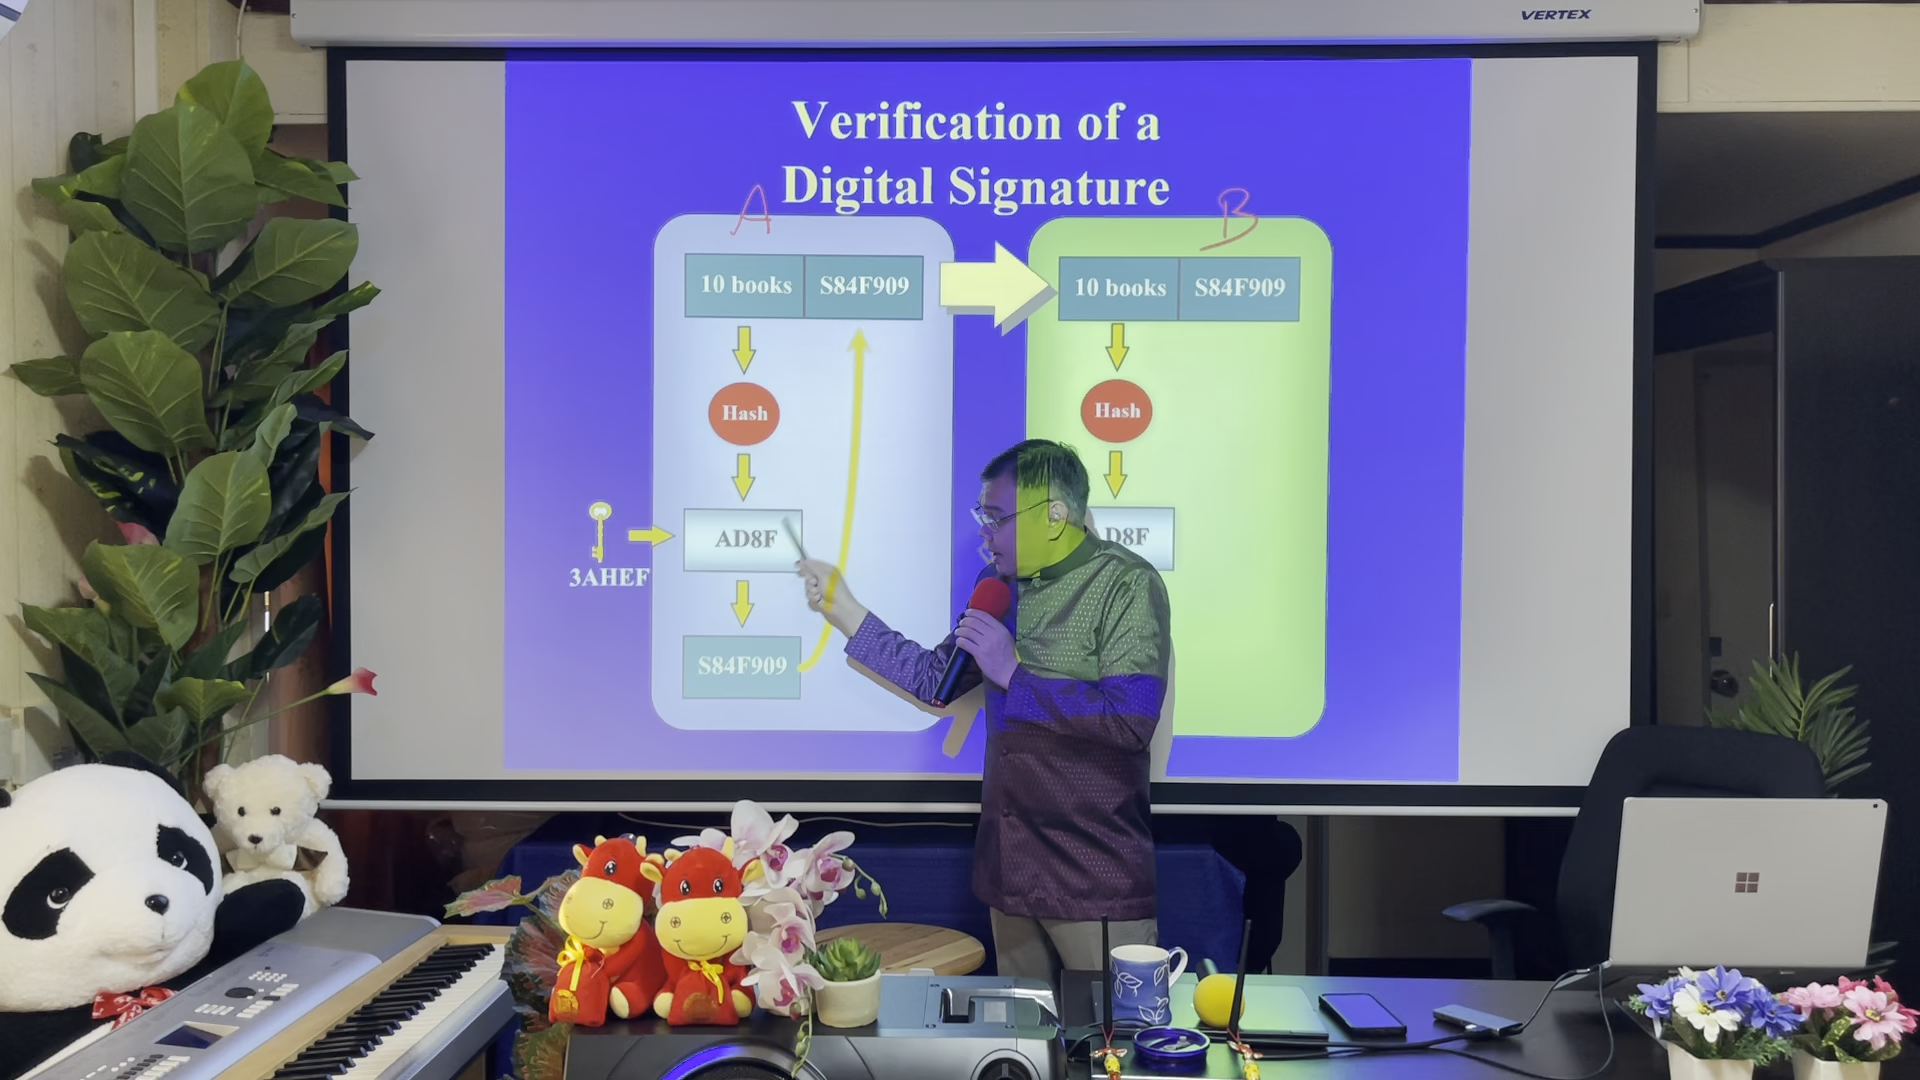 VERTEX
Verification of a
Digital Signature
A
B
10 books S84F909
10 books S84F909
Hash
Hash
AD8F
D8F
3AHEF
S84F909